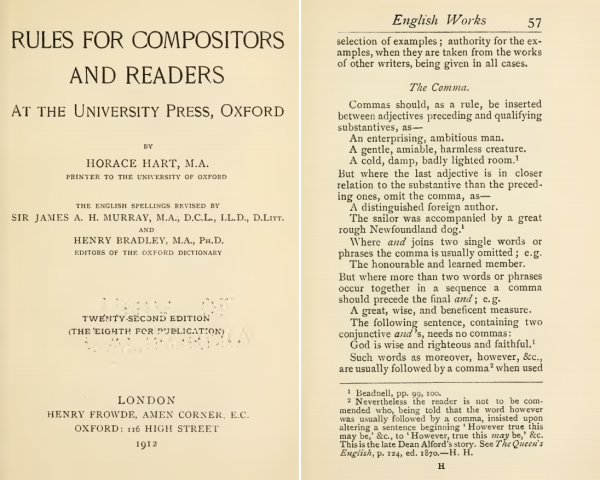 RULES FOR COMPOSITORS
AND READERS
AT THE UNIVERSITY PRESS, OXFORD
BY
HORACE HART, M.A.
PRINTER TO THE UNIVERSITY OF OXFORD
THE ENGLISH SPELLINGS REVISED BY
SIR JAMES A. H. MURRAY, M.A., D.C.L., LL.D., D.LITT.
AND
HENRY BRADLEY, M.A., PH.D.
EDITORS OF THE OXFORD DICTIONARY
TWENTY-SECOND EDITION
(THE EIGHTH FOR PUBLICATION)
LONDON
HENRY FROWDE, AMEN CORNER, E.C.
OXFORD: 116 HIGH STREET
1912
English Works 57
selection of examples; authority for the ex-
amples, when they are taken from the works
of other writers, being given in all cases.
The Comma.
Commas should, as a rule, be inserted
between adjectives preceding and qualifying
substantives, as—
An enterprising, ambitious man.
A gentle, amiable, harmless creature.
A cold, damp, badly lighted room.¹
But where the last adjective is in closer
relation to the substantive than the preced-
ing ones, omit the comma, as—
A distinguished foreign author.
The sailor was accompanied by a great
rough Newfoundland dog.¹
Where and joins two single words or
phrases the comma is usually omitted; e.g.
The honourable and learned member.
But where more than two words or phrases
occur together in a sequence a comma
should precede the final and; e.g.
A great, wise, and beneficent measure.
The following sentence, containing two
conjunctive and's, needs no commas:
God is wise and righteous and faithful.¹
Such words as moreover, however, &c.,
are usually followed by a comma² when used
¹ Beadnell, pp. 99, 100.
² Nevertheless the reader is not to be com-
mended who, being told that the word however
was usually followed by a comma, insisted upon
altering a sentence beginning 'However true this
may be,' &c., to 'However, true this may be,' &c.
This is the late Dean Alford's story. See The Queen's
English, p. 124, ed. 1870.—H. H.
H